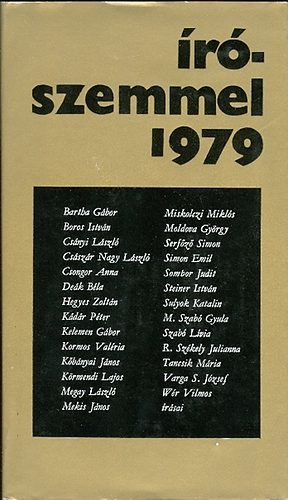 író-
szemmel
1979
Bartha Gábor
Boros István
Csányi László
Császár Nagy László
Csongor Anna
Deák Béla
Hegyes Zoltán
Kádár Péter
Kelemen Gábor
Kormos Valéria
Kőbányai János
Körmendi Lajos
Megay László
Mekis János
Miskolczi Miklós
Moldova György
Serfőző Simon
Simon Emil
Sombor Judit
Steiner István
Sulyok Katalin
M. Szabó Gyula
Szabó Lívia
R. Székely Julianna
Tancsik Mária
Varga S. József
Wér Vilmos
írásai